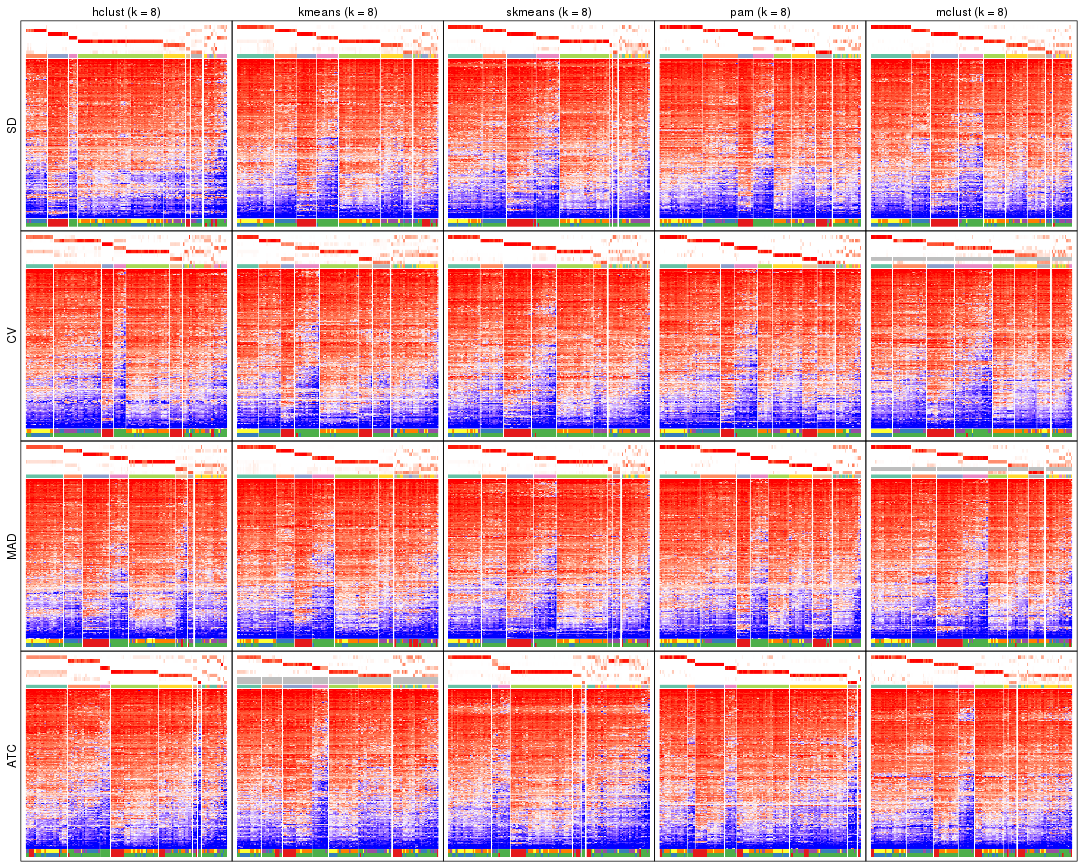 hclust (k = 8) kmeans (k = 8) skmeans (k = 8) pam (k = 8) mclust (k = 8)
SD
CV
MAD
ATC